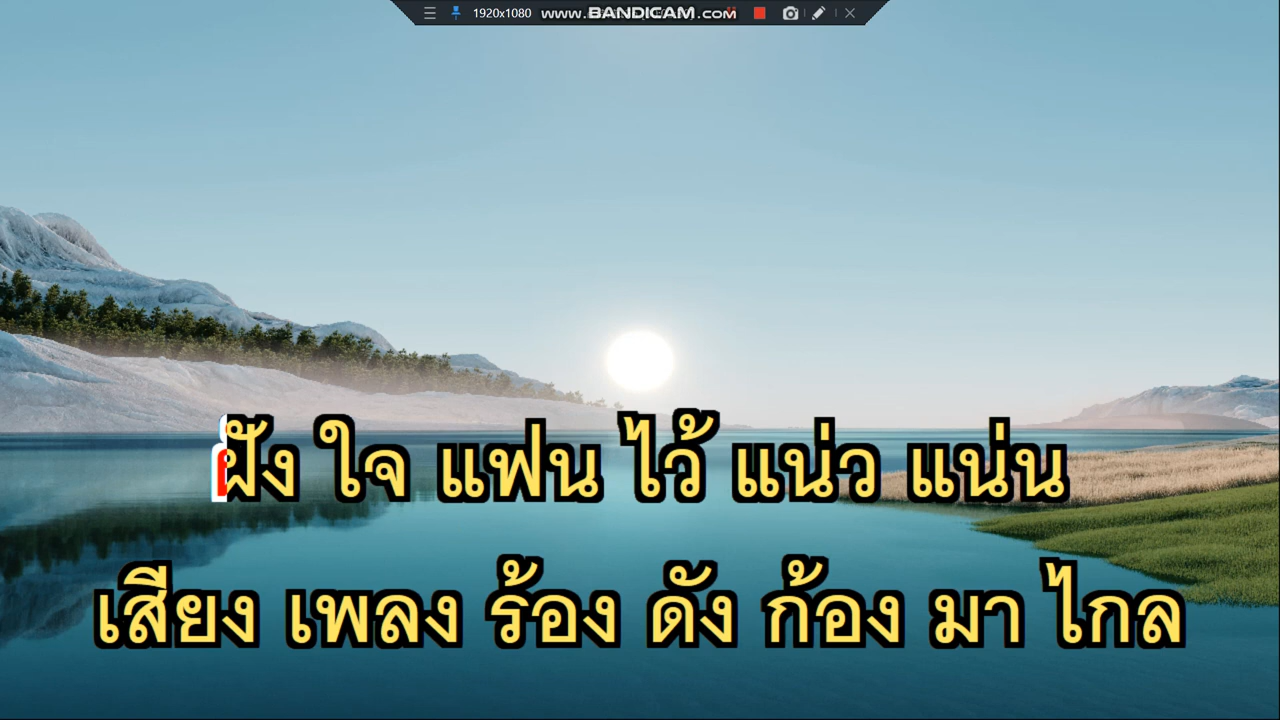 1920x1080 www.BANDICAM.com
ฝัง ใจ แฟน ไว้ แน่ว แน่น
เสียง เพลง ร้อง ดัง ก้อง มา ไกล